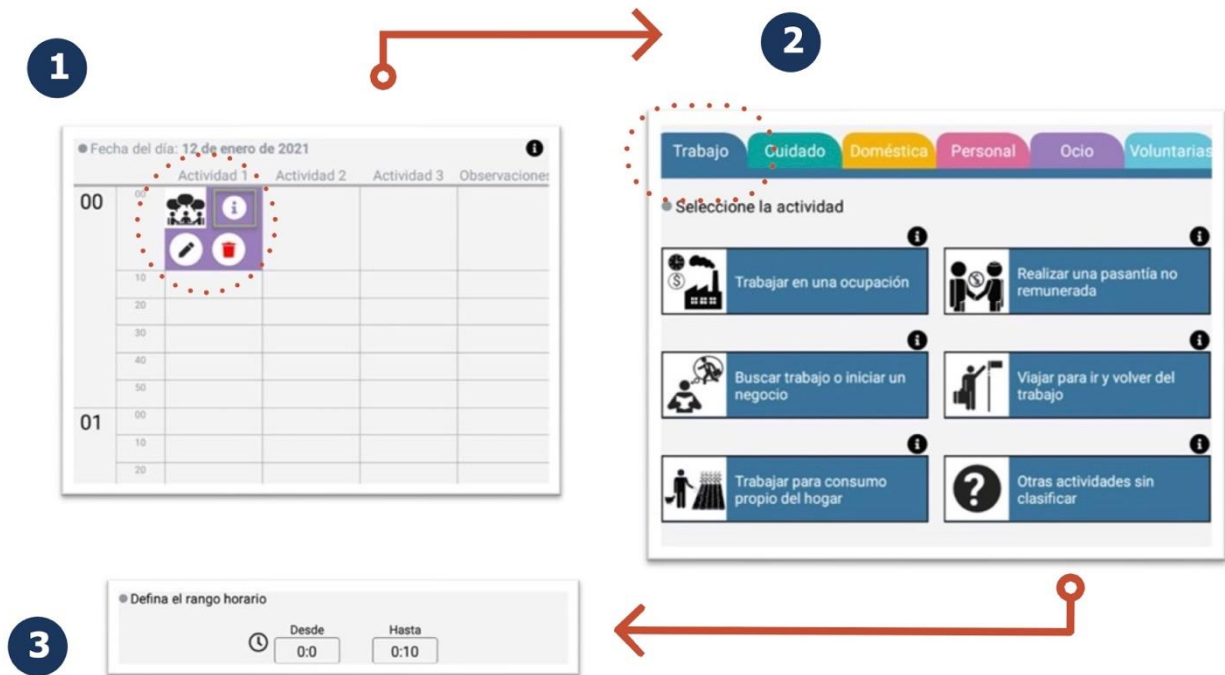 1
2
Fecha del día: 12 de enero de 2021
Actividad 1 Actividad 2 Actividad 3 Observaciones
00 00
10
20
30
40
50
01 00
10
20
Trabajo Cuidado Doméstica Personal Ocio Voluntarias
Seleccione la actividad
Trabajar en una ocupación
Realizar una pasantía no
remunerada
Buscar trabajo o iniciar un
negocio
Viajar para ir y volver del
trabajo
Trabajar para consumo
propio del hogar
Otras actividades sin
clasificar
3
Defina el rango horario
Desde Hasta
0:0 0:10